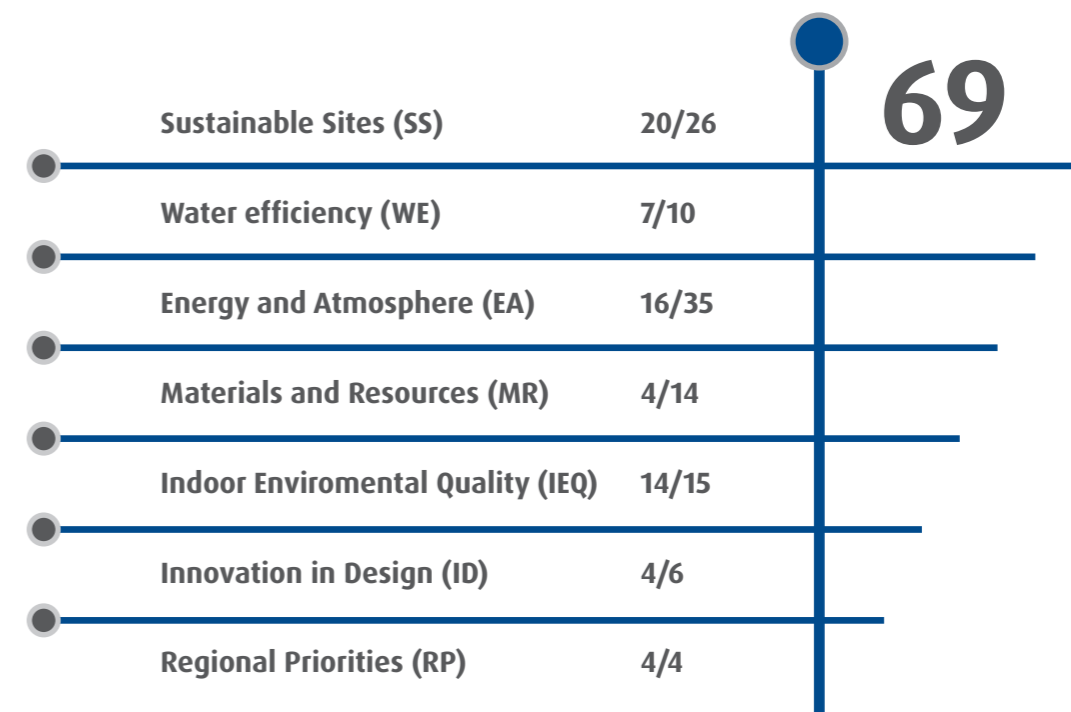 69
Sustainable Sites (SS) 20/26
Water efficiency (WE) 7/10
Energy and Atmosphere (EA) 16/35
Materials and Resources (MR) 4/14
Indoor Enviromental Quality (IEQ) 14/15
Innovation in Design (ID) 4/6
Regional Priorities (RP) 4/4